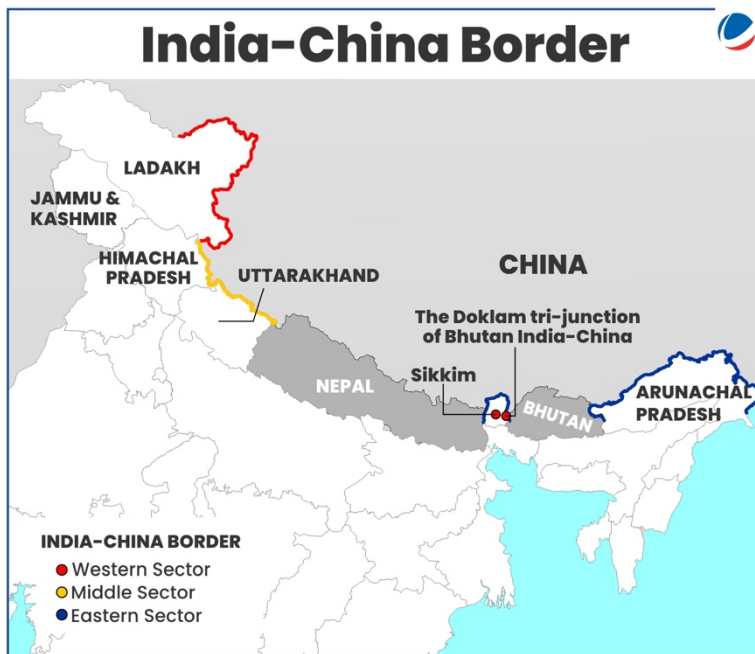 India-China Border
LADAKH
JAMMU &
KASHMIR
HIMACHAL
PRADESH
UTTARAKHAND
CHINA
The Doklam tri-junction
of Bhutan India-China
Sikkim
NEPAL
BHUTAN
ARUNACHAL
PRADESH
INDIA-CHINA BORDER
Western Sector
Middle Sector
Eastern Sector